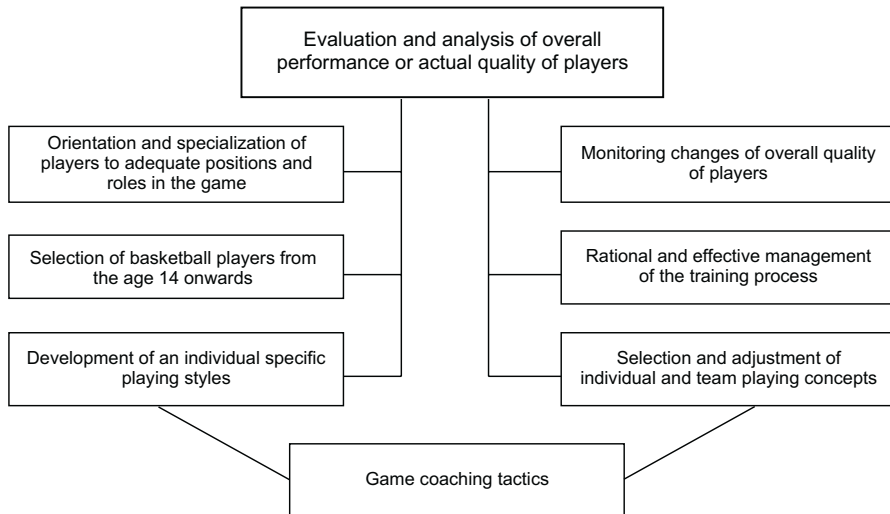 Evaluation and analysis of overall
performance or actual quality of players
Orientation and specialization of
players to adequate positions and
roles in the game
Monitoring changes of overall quality
of players
Selection of basketball players from
the age 14 onwards
Rational and effective management
of the training process
Development of an individual specific
playing styles
Selection and adjustment of
individual and team playing concepts
Game coaching tactics